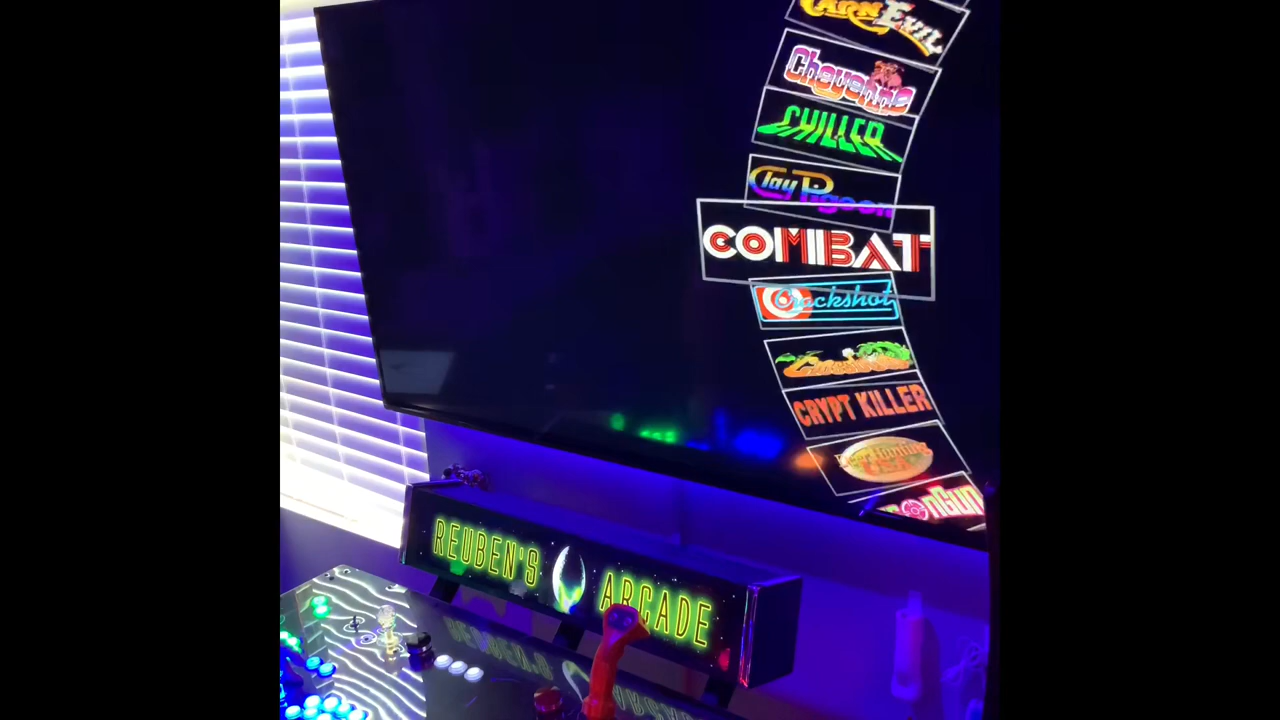 CARNEVIL
Cheyenne
CHILLER
Clay Pigeon
COMBAT
Crackshot
CRYPT KILLER
REUBEN'S ARCADE